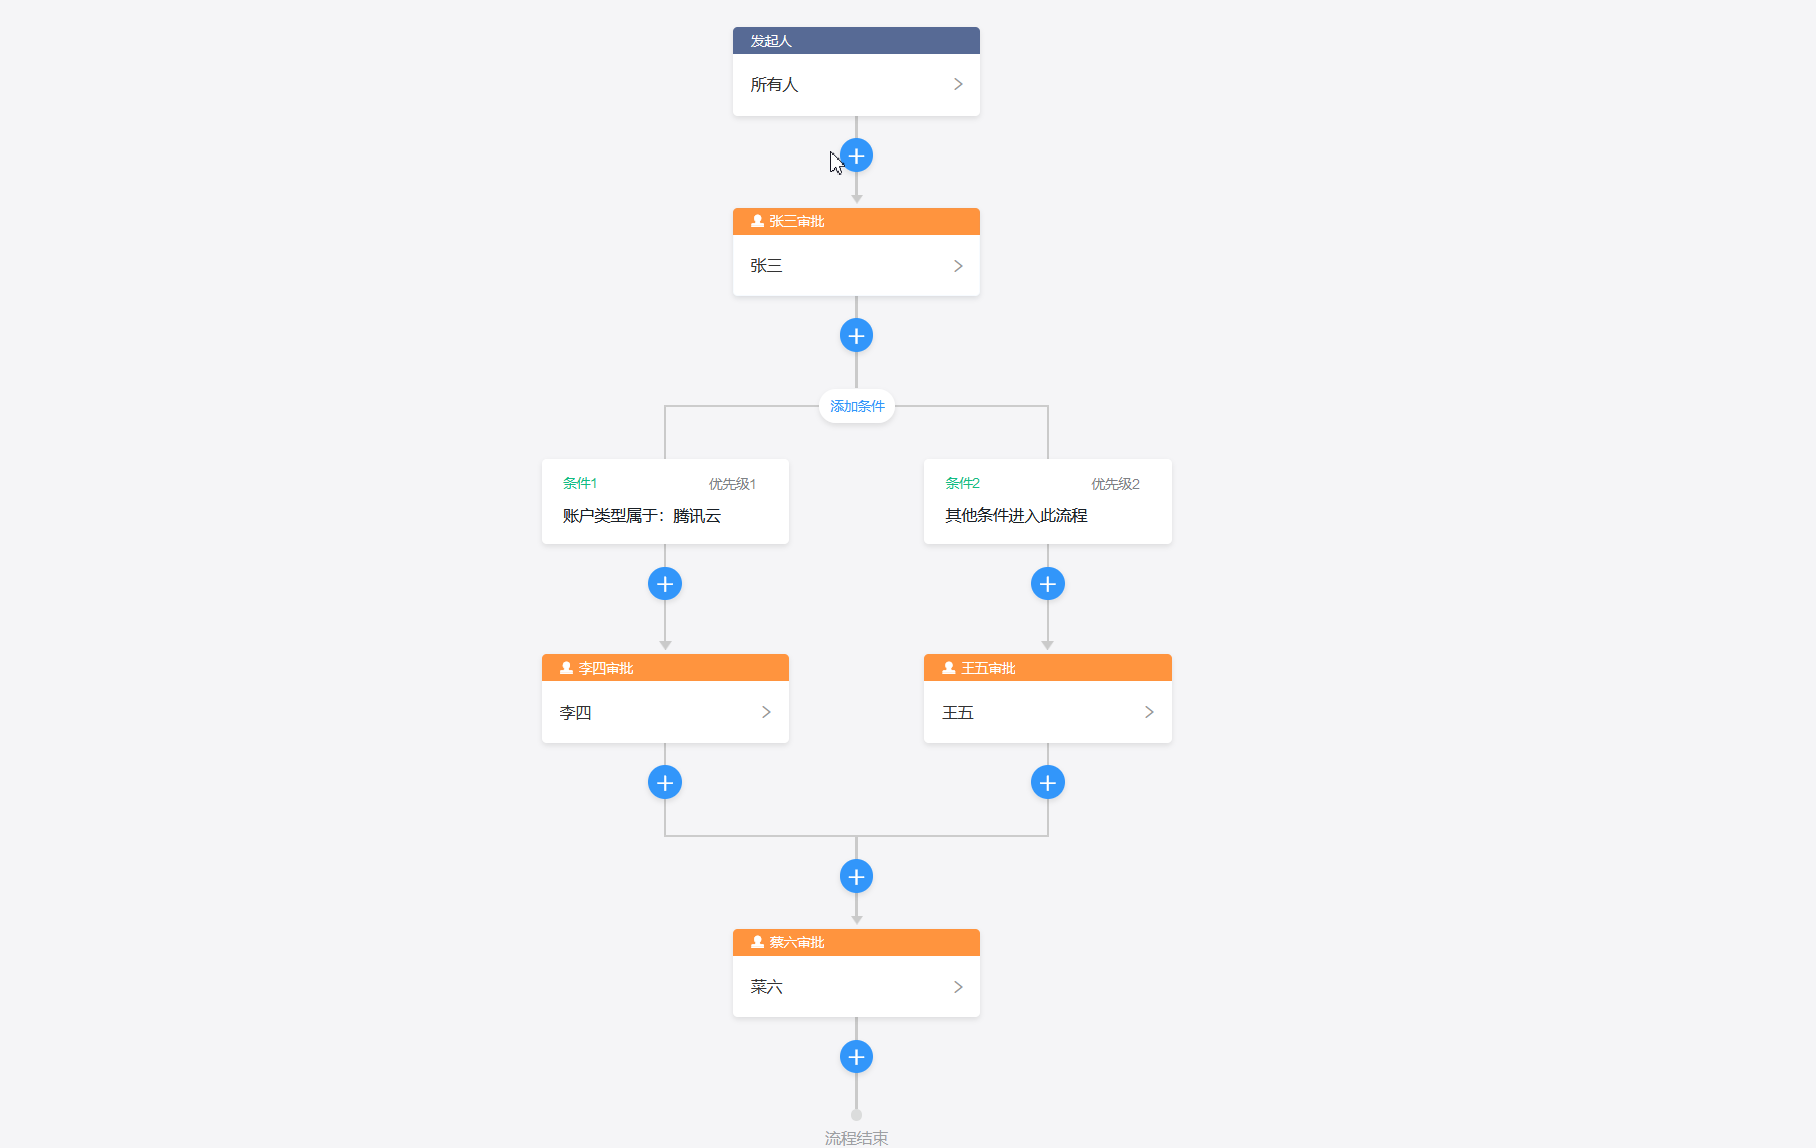 发起人
所有人
张三审批
张三
添加条件
条件1 优先级1
账户类型属于：腾讯云
条件2 优先级2
其他条件进入此流程
李四审批
李四
王五审批
王五
蔡六审批
菜六
流程结束